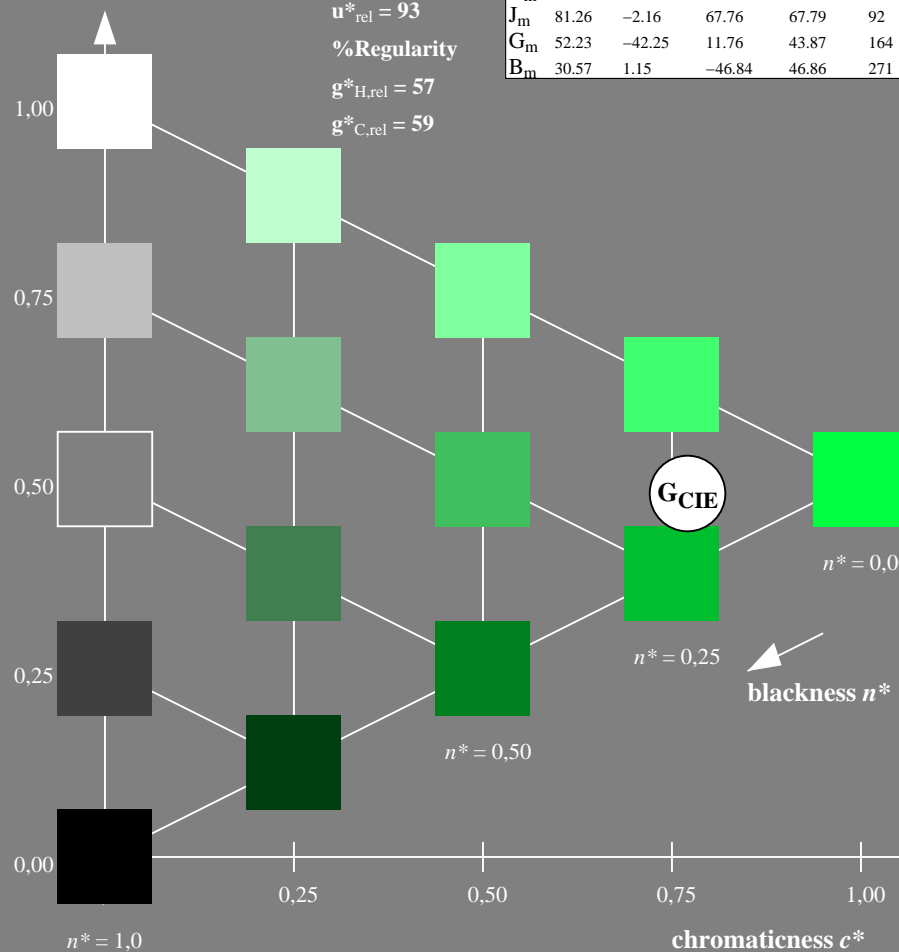 u*rel = 93
%Regularity
g*H,rel = 57
g*C,rel = 59
Jm 81.26 −2.16 67.76 67.79 92
Gm 52.23 −42.25 11.76 43.87 164
Bm 30.57 1.15 −46.84 46.86 271
1,00
0,75
0,50
GCIE
n* = 0,0
0,25
n* = 0,25
blackness n*
n* = 0,50
0,00
0,25
0,50
0,75
1,00
n* = 1,0
chromaticness c*